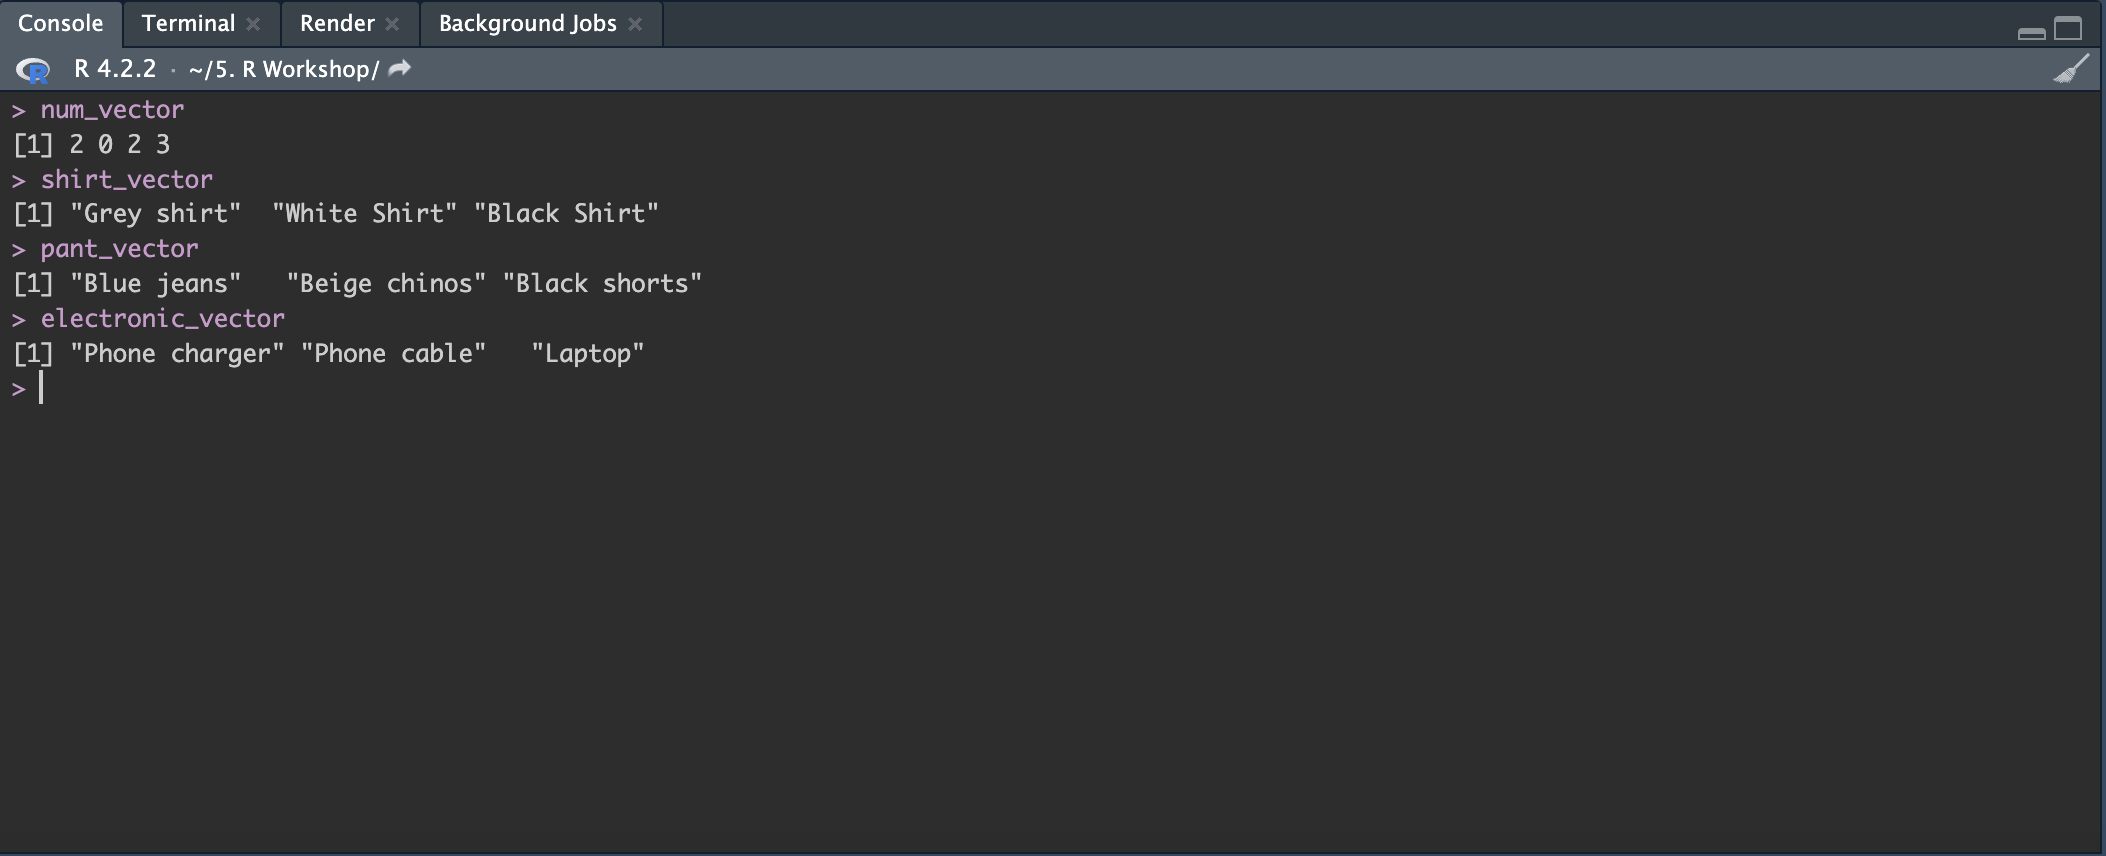 Console Terminal Render Background Jobs
R R 4.2.2 · ~/5. R Workshop/
> num_vector
[1] 2 0 2 3
> shirt_vector
[1] "Grey shirt"  "White Shirt" "Black Shirt"
> pant_vector
[1] "Blue jeans"   "Beige chinos" "Black shorts"
> electronic_vector
[1] "Phone charger" "Phone cable"   "Laptop"
>